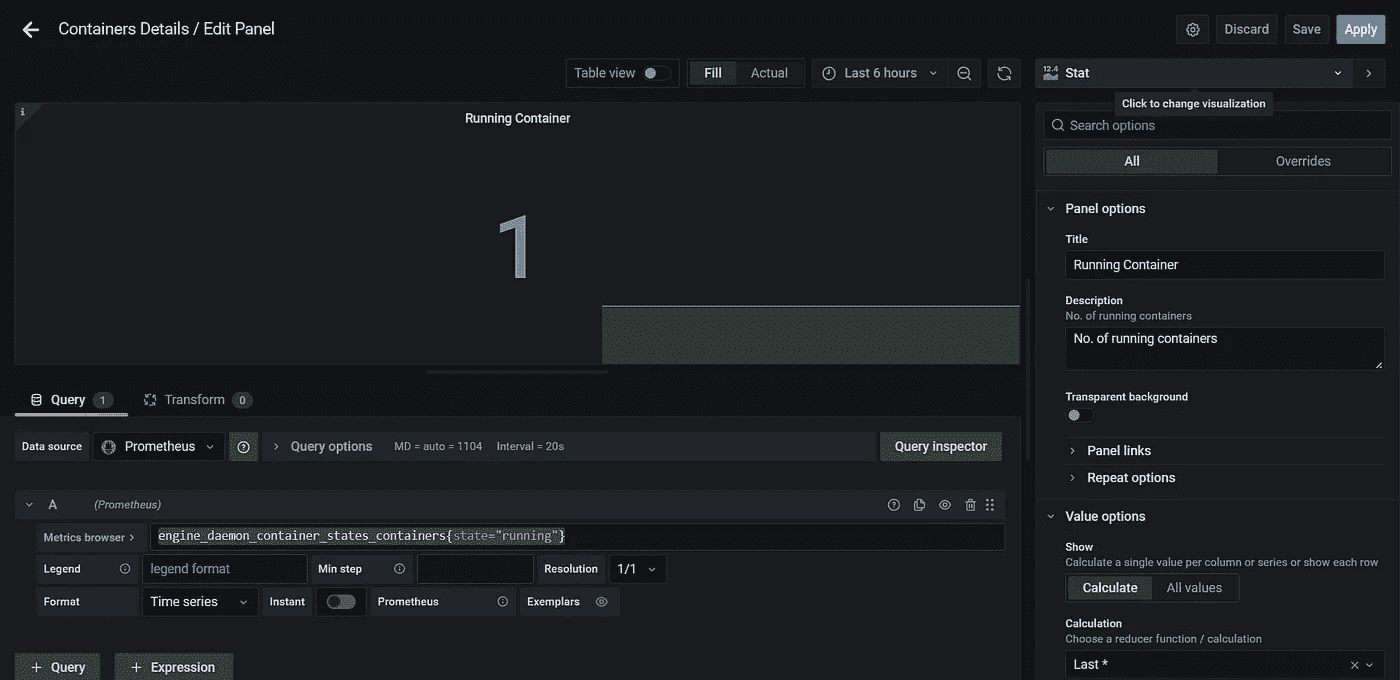 Containers Details / Edit Panel
Discard
Save
Apply
Table view
Fill
Actual
Last 6 hours
12.4
Stat
Click to change visualization
i
Running Container
1
Search options
All
Overrides
Panel options
Title
Running Container
Description
No. of running containers
No. of running containers
Transparent background
Panel links
Repeat options
Value options
Show
Calculate a single value per column or series or show each row
Calculate
All values
Calculation
Choose a reducer function / calculation
Last *
Query 1
Transform 0
Data source
Prometheus
Query options
MD = auto = 1104
Interval = 20s
Query inspector
A
(Prometheus)
Metrics browser >
engine_daemon_container_states_containers{state="running"}
Legend
legend format
Min step
Resolution
1/1
Format
Time series
Instant
Prometheus
Exemplars
+ Query
+ Expression